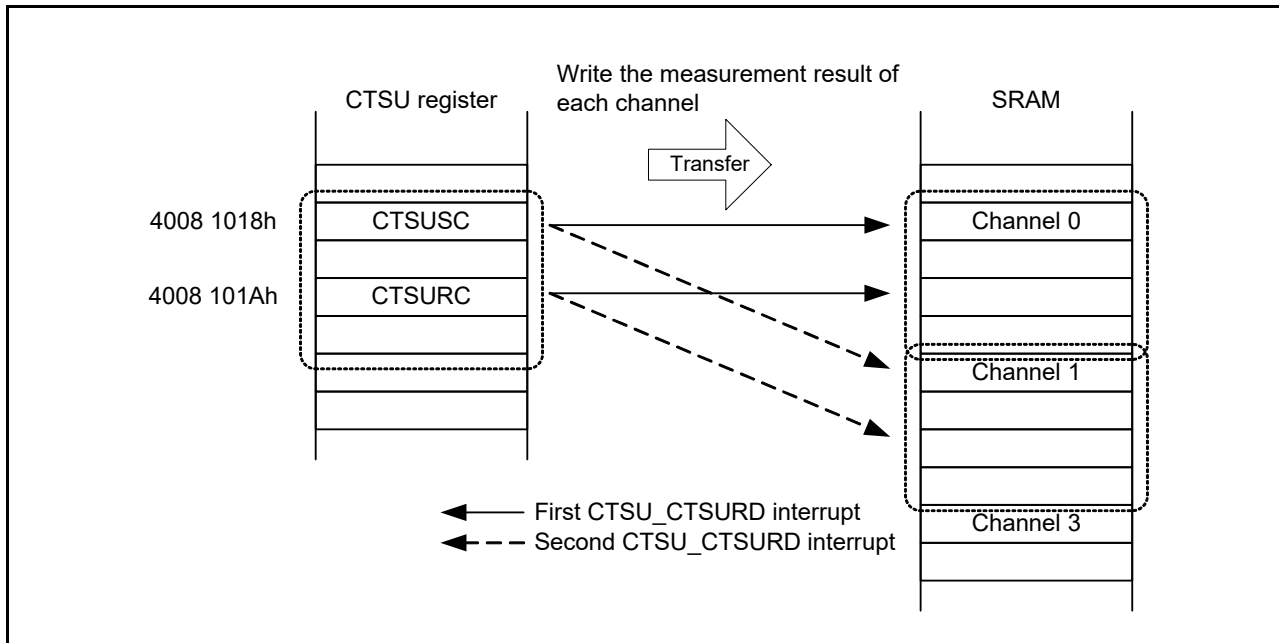 Write the measurement result of
each channel
CTSU register
SRAM
Transfer
4008 1018h
CTSUSC
Channel 0
4008 101Ah
CTSURC
Channel 1
First CTSU_CTSURD interrupt
Second CTSU_CTSURD interrupt
Channel 3